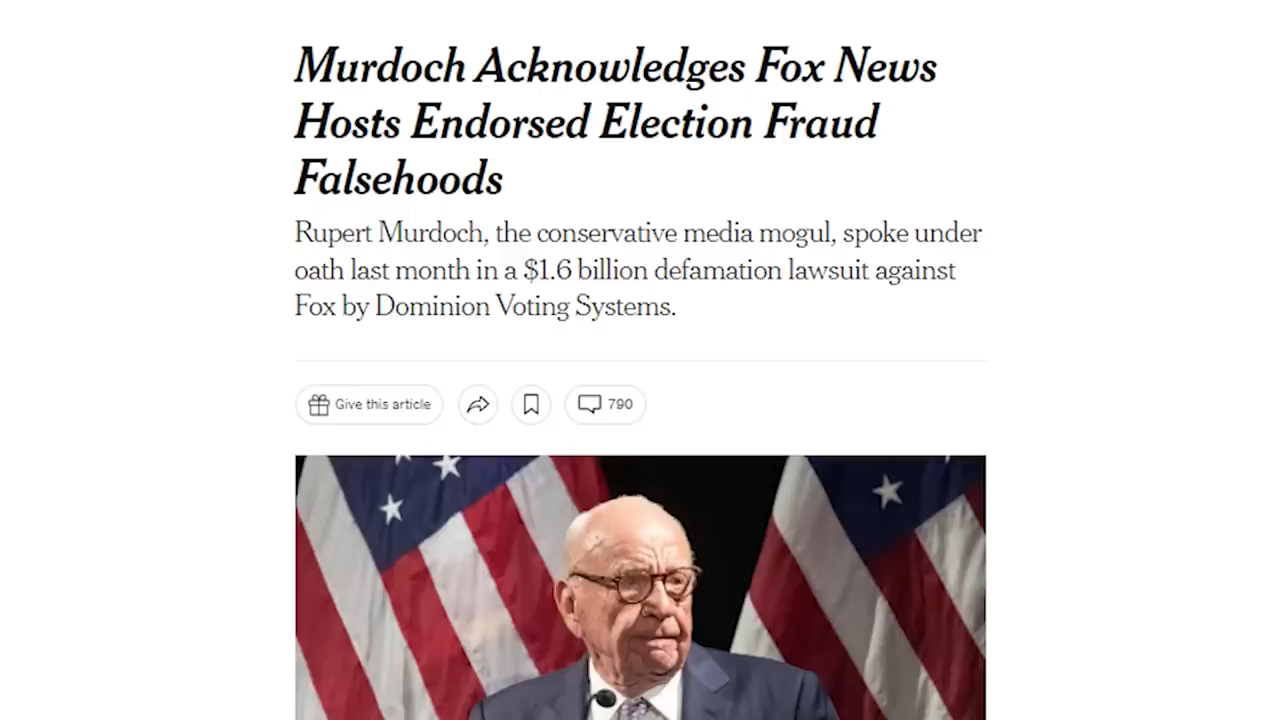 Murdoch Acknowledges Fox News
Hosts Endorsed Election Fraud
Falsehoods
Rupert Murdoch, the conservative media mogul, spoke under
oath last month in a $1.6 billion defamation lawsuit against
Fox by Dominion Voting Systems.
Give this article
790